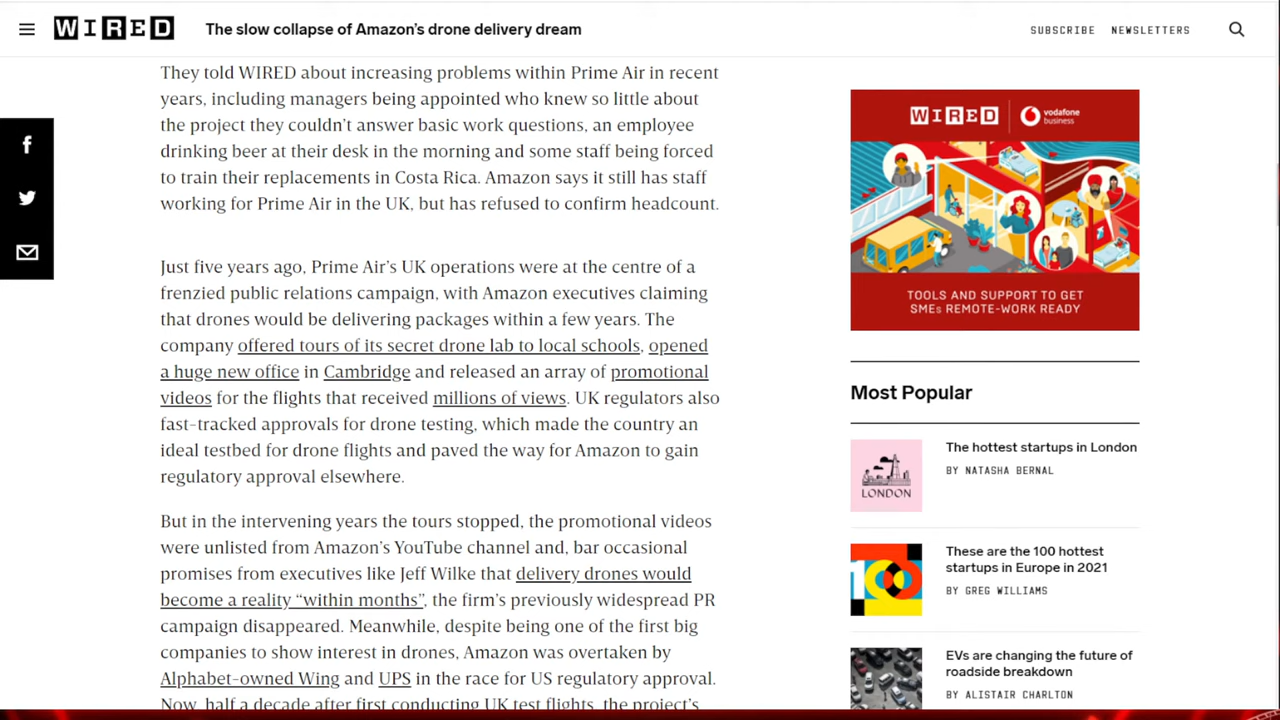 WIRED
The slow collapse of Amazon's drone delivery dream
SUBSCRIBE NEWSLETTERS
They told WIRED about increasing problems within Prime Air in recent
years, including managers being appointed who knew so little about
the project they couldn't answer basic work questions, an employee
drinking beer at their desk in the morning and some staff being forced
to train their replacements in Costa Rica. Amazon says it still has staff
working for Prime Air in the UK, but has refused to confirm headcount.
Just five years ago, Prime Air's UK operations were at the centre of a
frenzied public relations campaign, with Amazon executives claiming
that drones would be delivering packages within a few years. The
company offered tours of its secret drone lab to local schools, opened
a huge new office in Cambridge and released an array of promotional
videos for the flights that received millions of views. UK regulators also
fast-tracked approvals for drone testing, which made the country an
ideal testbed for drone flights and paved the way for Amazon to gain
regulatory approval elsewhere.
But in the intervening years the tours stopped, the promotional videos
were unlisted from Amazon's YouTube channel and, bar occasional
promises from executives like Jeff Wilke that delivery drones would
become a reality "within months", the firm's previously widespread PR
campaign disappeared. Meanwhile, despite being one of the first big
companies to show interest in drones, Amazon was overtaken by
Alphabet-owned Wing and UPS in the race for US regulatory approval.
Now, half a decade after first conducting UK test flights, the project's
WIRED
vodafone
business
TOOLS AND SUPPORT TO GET
SMEs REMOTE-WORK READY
Most Popular
LONDON
The hottest startups in London
BY NATASHA BERNAL
100
These are the 100 hottest
startups in Europe in 2021
BY GREG WILLIAMS
EVs are changing the future of
roadside breakdown
BY ALISTAIR CHARLTON